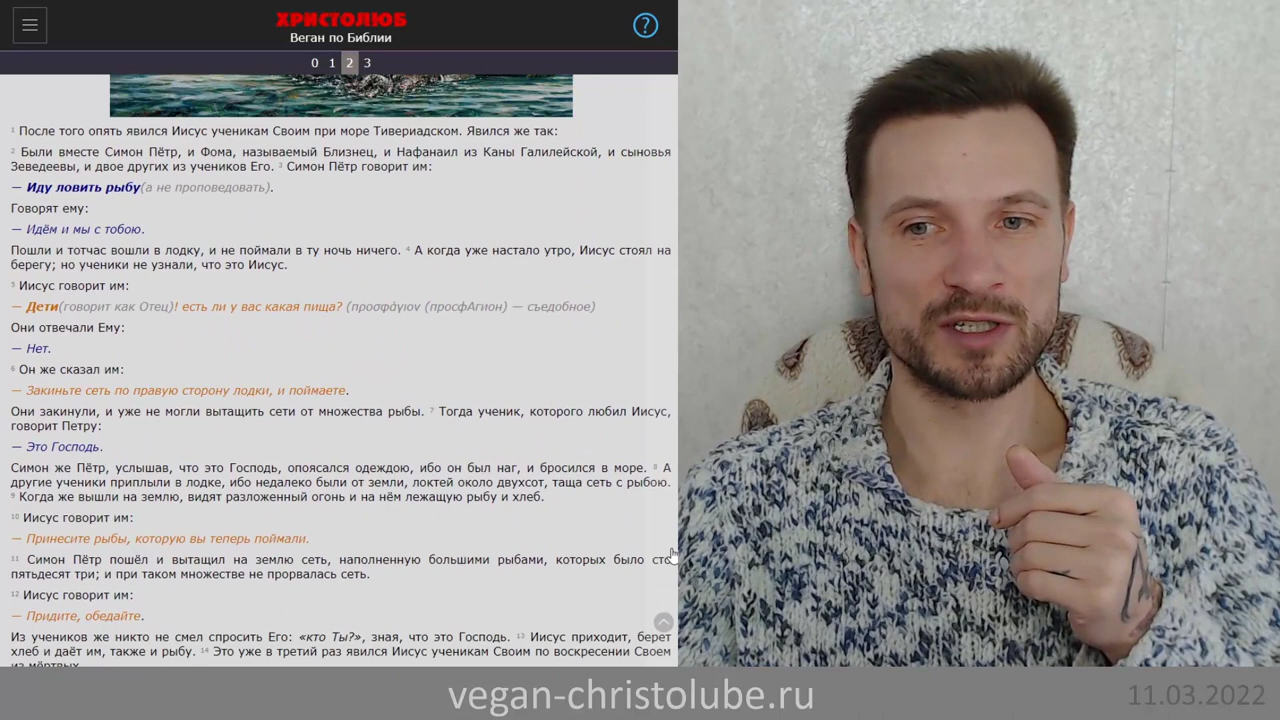 ХРИСТОЛЮБ
Веган по Библии
?
0 1 2 3
1 После того опять явился Иисус ученикам Своим при море Тивериадском. Явился же так:
2 Были вместе Симон Пётр, и Фома, называемый Близнец, и Нафанаил из Каны Галилейской, и сыновья
Зеведеевы, и двое других из учеников Его. 3 Симон Пётр говорит им:
— Иду ловить рыбу(а не проповедовать).
Говорят ему:
— Идём и мы с тобою.
Пошли и тотчас вошли в лодку, и не поймали в ту ночь ничего. 4 А когда уже настало утро, Иисус стоял на
берегу; но ученики не узнали, что это Иисус.
5 Иисус говорит им:
— Дети(говорит как Отец)! есть ли у вас какая пища? (προσφάγιον (просфАгион) — съедобное)
Они отвечали Ему:
— Нет.
6 Он же сказал им:
— Закиньте сеть по правую сторону лодки, и поймаете.
Они закинули, и уже не могли вытащить сети от множества рыбы. 7 Тогда ученик, которого любил Иисус,
говорит Петру:
— Это Господь.
Симон же Пётр, услышав, что это Господь, опоясался одеждою, ибо он был наг, и бросился в море. 8 А
другие ученики приплыли в лодке, ибо недалеко были от земли, локтей около двухсот, таща сеть с рыбою.
9 Когда же вышли на землю, видят разложенный огонь и на нём лежащую рыбу и хлеб.
10 Иисус говорит им:
— Принесите рыбы, которую вы теперь поймали.
11 Симон Пётр пошёл и вытащил на землю сеть, наполненную большими рыбами, которых было сто
пятьдесят три; и при таком множестве не прорвалась сеть.
12 Иисус говорит им:
— Придите, обедайте.
Из учеников же никто не смел спросить Его: «кто Ты?», зная, что это Господь. 13 Иисус приходит, берет
хлеб и даёт им, также и рыбу. 14 Это уже в третий раз явился Иисус ученикам Своим по воскресении Своем
из мёртвых.
vegan-christolube.ru
11.03.2022